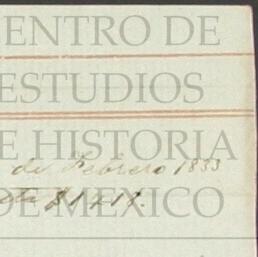 ENTRO DE
ESTUDIOS
E HISTORIA
de Febrero 1833
DE MEXICO